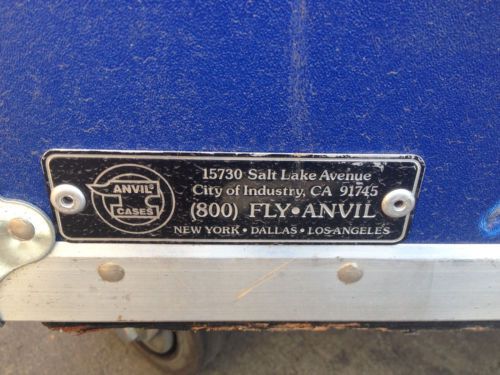 ANVIL®
CASES
15730 Salt Lake Avenue
City of Industry, CA 91745
(800) FLY•ANVIL
NEW YORK • DALLAS • LOS ANGELES